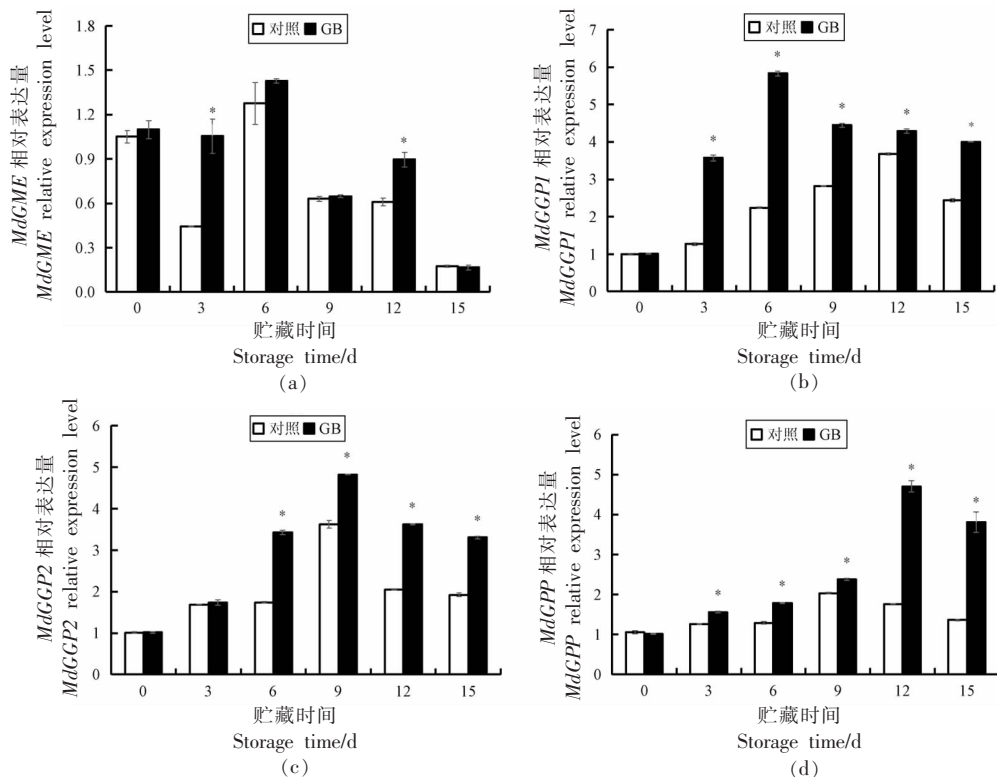 对照 GB
MdGME 相对表达量
MdGME relative expression level
1.8
1.5
1.2
0.9
0.6
0.3
0.0
*
*
0 3 6 9 12 15
贮藏时间
Storage time/d
(a)
对照 GB
MdGGP1 相对表达量
MdGGP1 relative expression level
7
6
5
4
3
2
1
0
*
*
*
*
*
0 3 6 9 12 15
贮藏时间
Storage time/d
(b)
对照 GB
MdGGP2 相对表达量
MdGGP2 relative expression level
6
5
4
3
2
1
0
*
*
*
*
0 3 6 9 12 15
贮藏时间
Storage time/d
(c)
对照 GB
MdGPP 相对表达量
MdGPP relative expression level
6
5
4
3
2
1
0
*
*
*
*
*
0 3 6 9 12 15
贮藏时间
Storage time/d
(d)